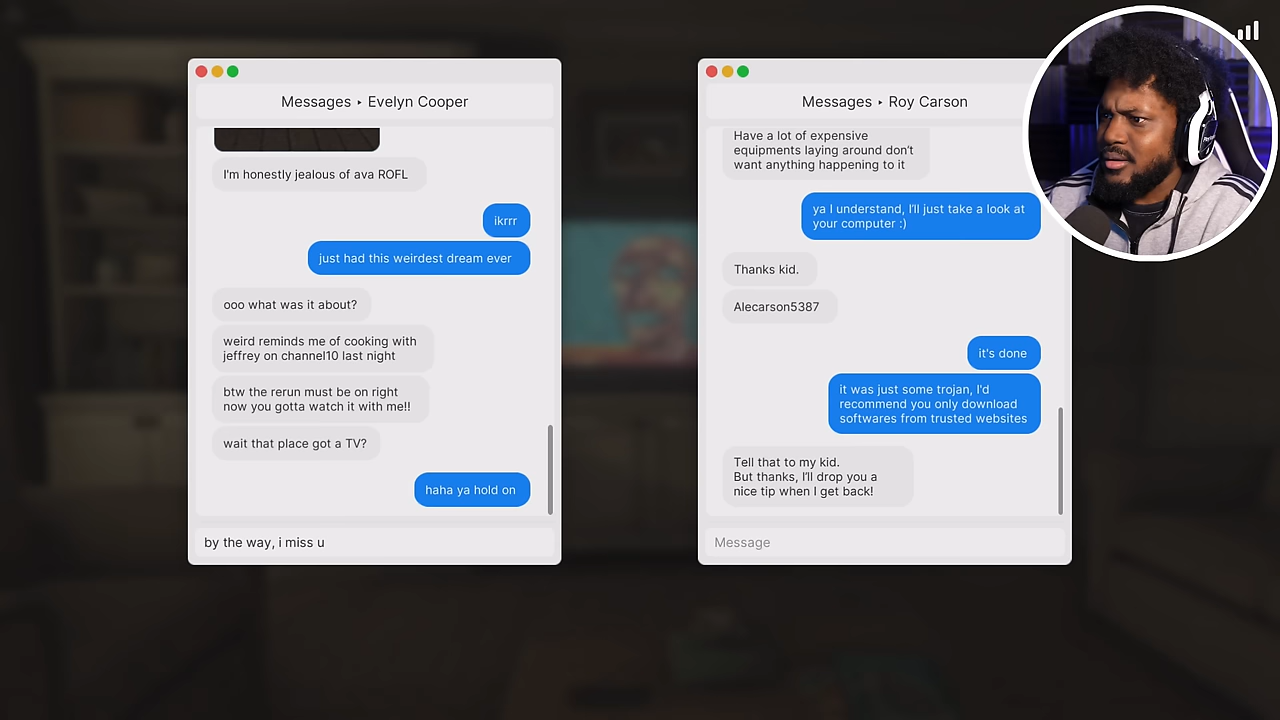 Messages ‣ Evelyn Cooper
I'm honestly jealous of ava ROFL
ikrrr
just had this weirdest dream ever
ooo what was it about?
weird reminds me of cooking with
jeffrey on channel10 last night
btw the rerun must be on right
now you gotta watch it with me!!
wait that place got a TV?
haha ya hold on
by the way, i miss u
Messages ‣ Roy Carson
Have a lot of expensive
equipments laying around don't
want anything happening to it
ya I understand, I'll just take a look at
your computer :)
Thanks kid.
Alecarson5387
it's done
it was just some trojan, I'd
recommend you only download
softwares from trusted websites
Tell that to my kid.
But thanks, I'll drop you a
nice tip when I get back!
Message